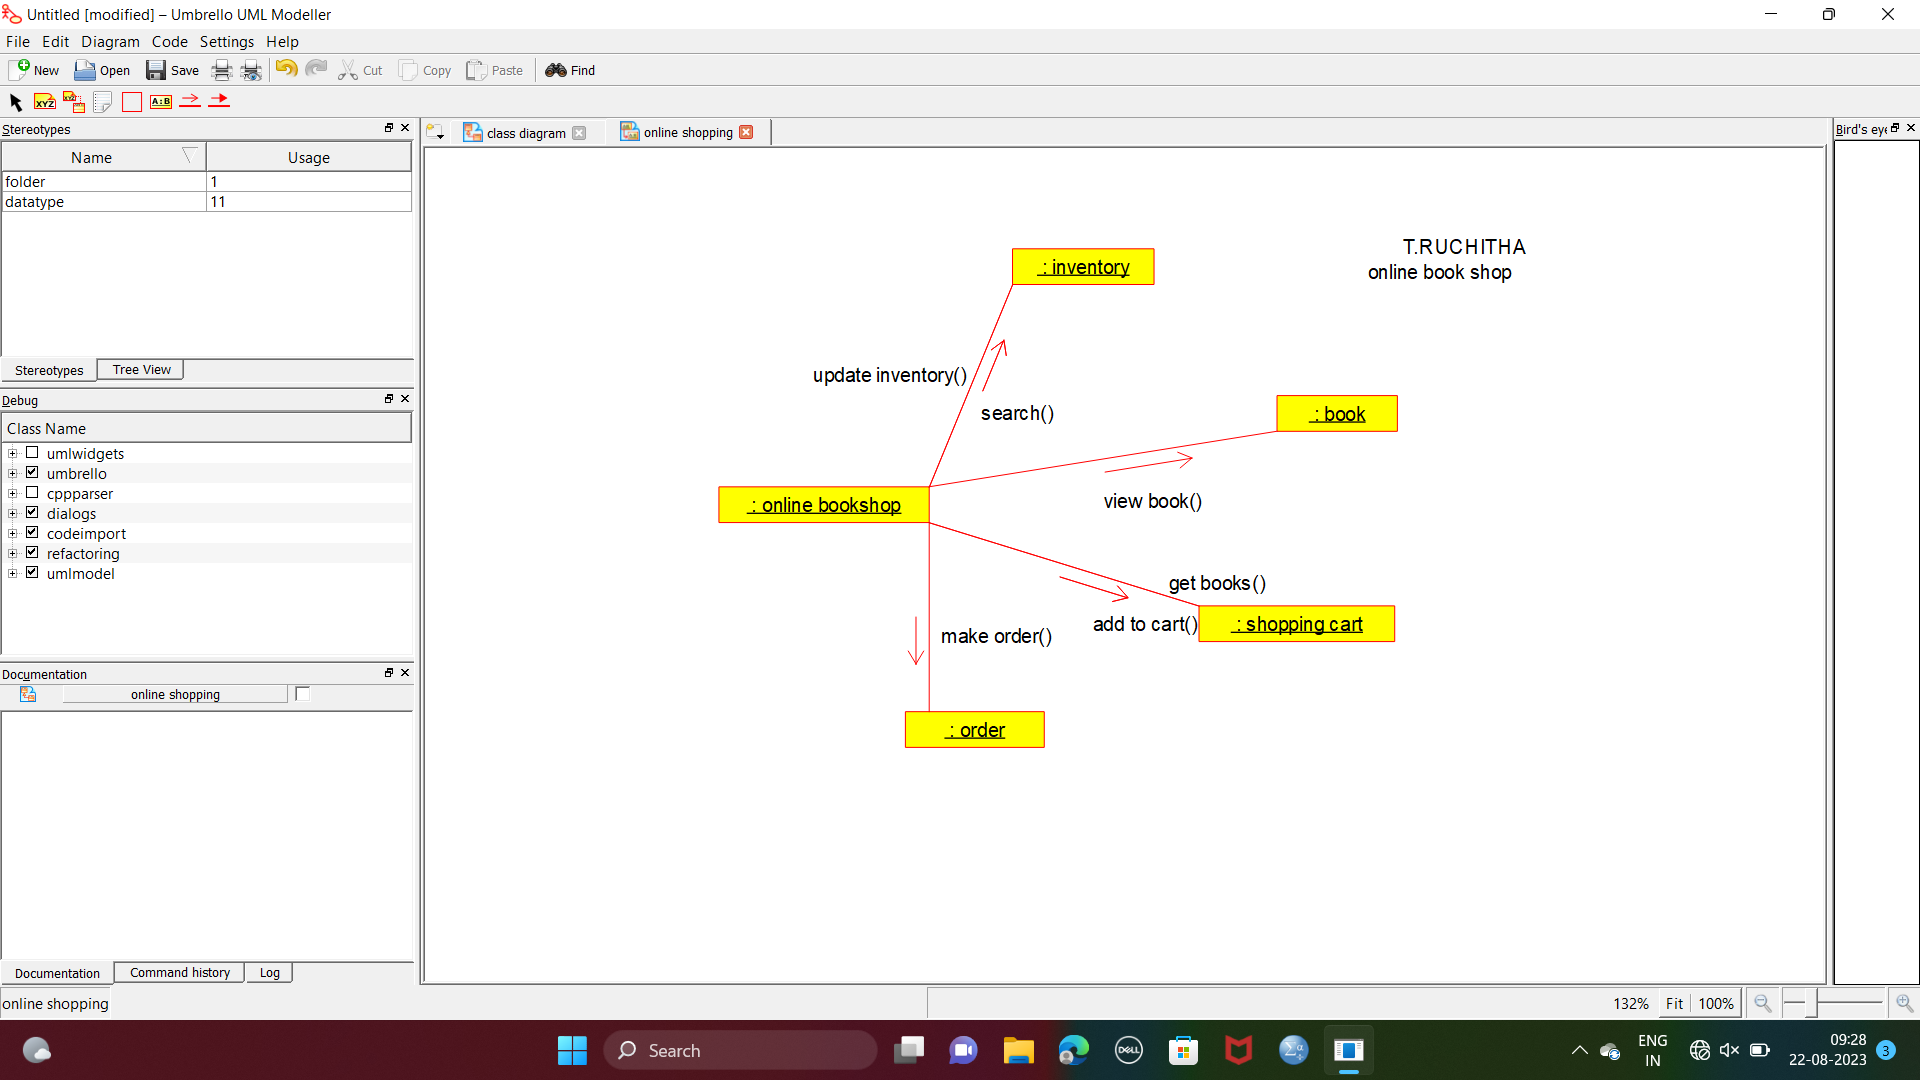 Untitled [modified] – Umbrello UML Modeller
File Edit Diagram Code Settings Help
New Open Save Cut Copy Paste Find
XYZ XYZ A:B
Stereotypes
Name Usage
folder 1
datatype 11
Stereotypes Tree View
Debug
Class Name
umlwidgets
umbrello
cppparser
dialogs
codeimport
refactoring
umlmodel
Documentation
online shopping
Documentation Command history Log
class diagram online shopping
Bird's eye
T.RUCHITHA
online book shop
: inventory
update inventory()
search()
: book
view book()
: online bookshop
get books()
add to cart()
: shopping cart
make order()
: order
online shopping
132% Fit 100%
Search
DELL
ENG
IN
09:28
22-08-2023
3